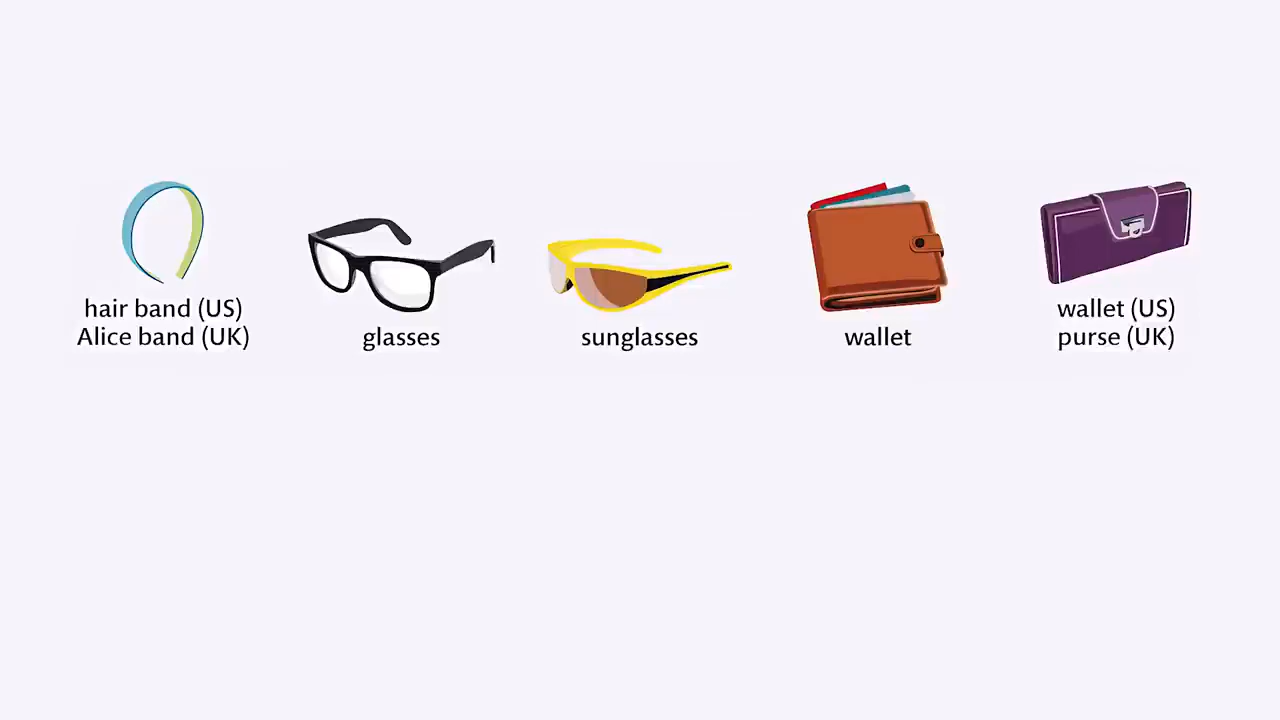 hair band (US)
Alice band (UK)
glasses
sunglasses
wallet
wallet (US)
purse (UK)